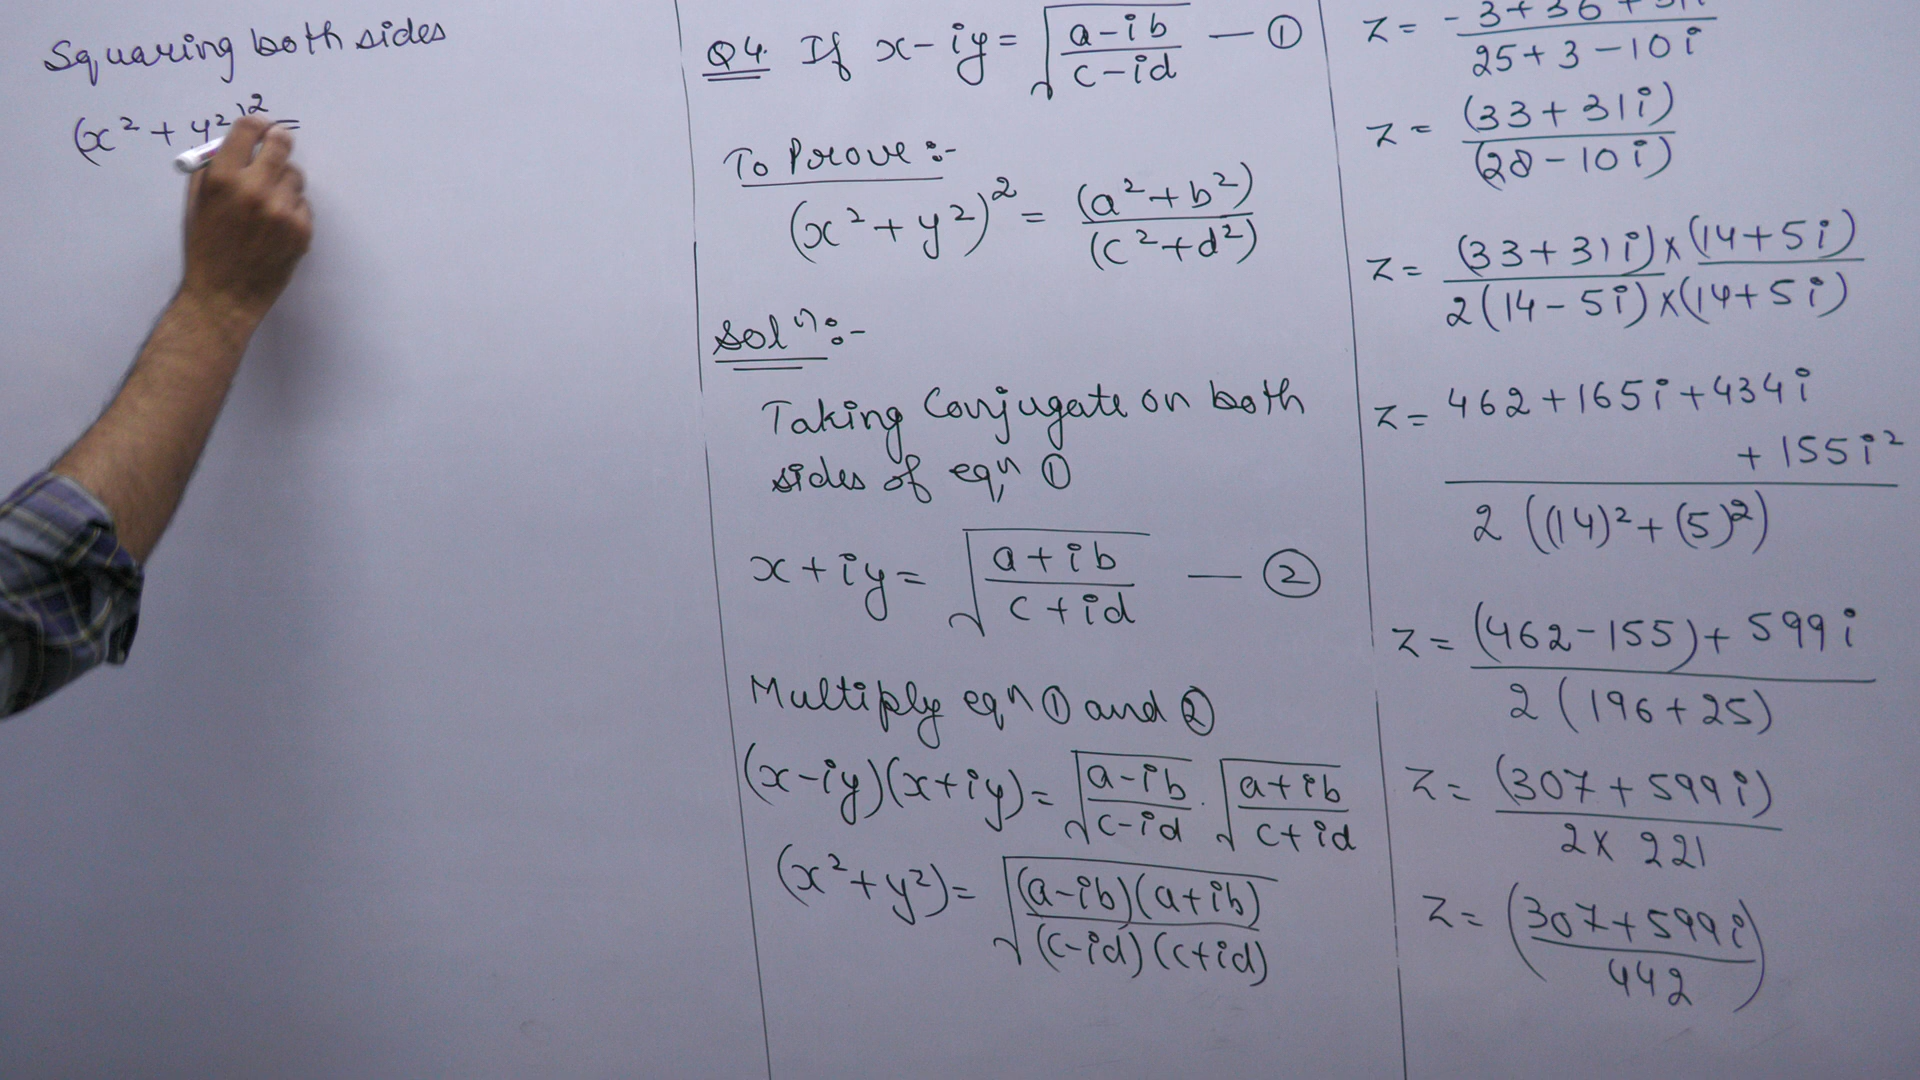 Squaring both sides
(x² + y²)² =
Q4. If x - iy = √((a - ib)/(c - id)) — ①
To Prove :-
(x² + y²)² = (a² + b²)/(c² + d²)
Solⁿ :-
Taking Conjugate on both
sides of eqⁿ ①
x + iy = √((a + ib)/(c + id)) — ②
Multiply eqⁿ ① and ②
(x - iy)(x + iy) = √((a - ib)/(c - id)) · √((a + ib)/(c + id))
(x² + y²) = √((a - ib)(a + ib)/(c - id)(c + id))
z = (33 + 31i)/(28 - 10i)
z = (33 + 31i) × (14 + 5i)/2(14 - 5i) × (14 + 5i)
z = 462 + 165i + 434i
+ 155i²
2((14)² + (5)²)
z = (462 - 155) + 599i/2(196 + 25)
z = (307 + 599i)/2 × 221
z = (307 + 599i/442)